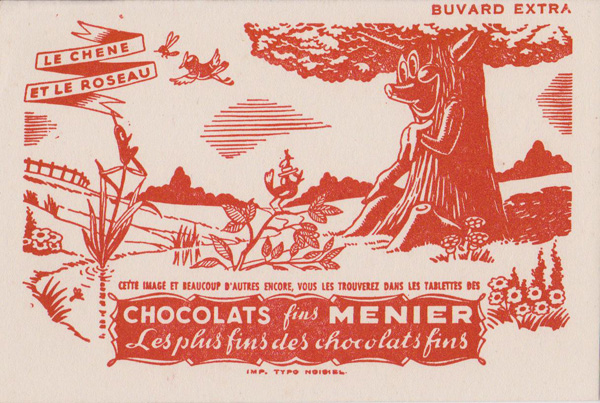 BUVARD EXTRA
LE CHENE
ET LE ROSEAU
CETTE IMAGE ET BEAUCOUP D'AUTRES ENCORE, VOUS LES TROUVEREZ DANS LES TABLETTES DES
CHOCOLATS fins MENIER
Les plus fins des chocolats fins
IMP. TYPO NOISIEL.